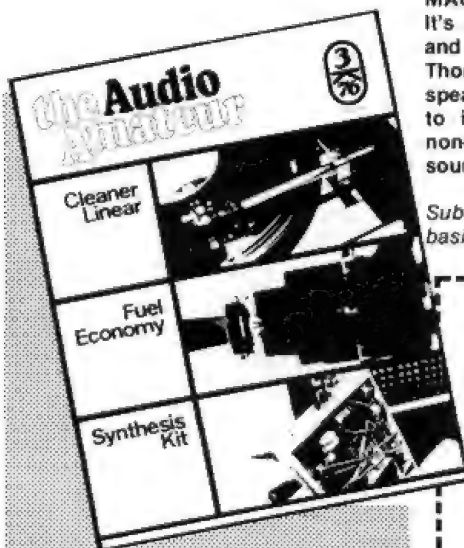 the Audio
Amateur
3
76
Cleaner
Linear
Fuel
Economy
Synthesis
Kit
It's
and
Thor
spea
to i
non-
sour
Sub
basi